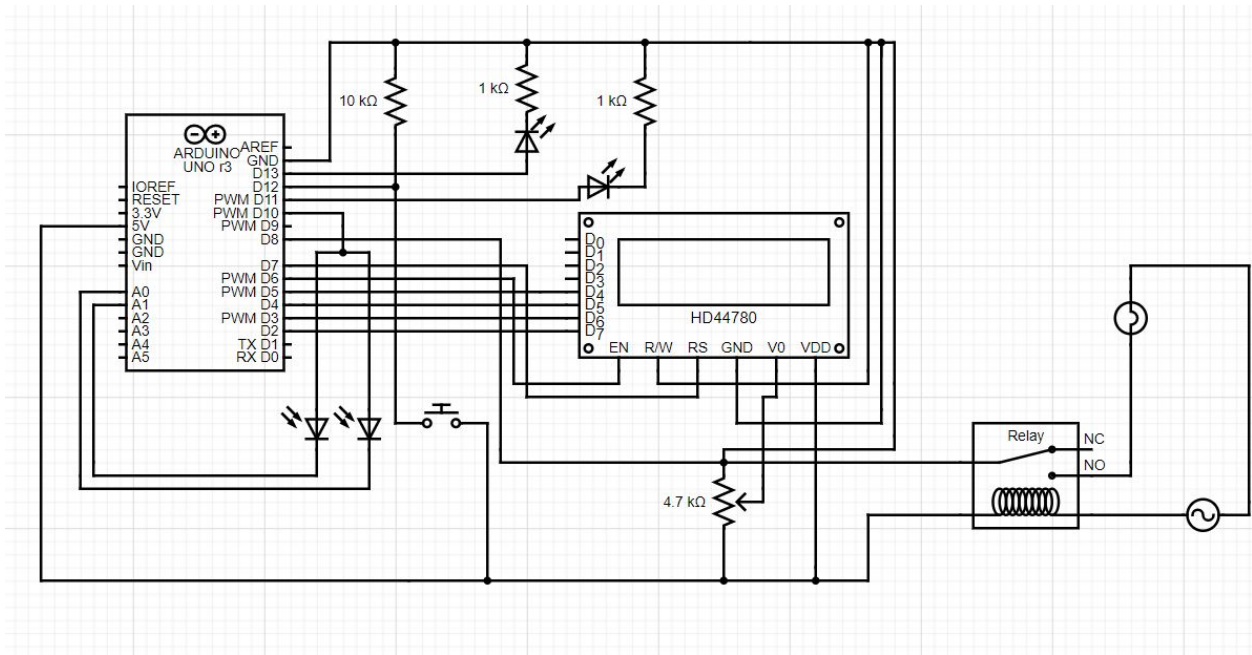 10 kΩ
1 kΩ
1 kΩ
ARDUINO
UNO r3
AREF
GND
D13
D12
PWM D11
PWM D10
PWM D9
D8
D7
PWM D6
PWM D5
D4
PWM D3
D2
TX D1
RX D0
IOREF
RESET
3.3V
5V
GND
GND
Vin
A0
A1
A2
A3
A4
A5
D0
D1
D2
D3
D4
D5
D6
D7
HD44780
EN R/W RS GND V0 VDD
Relay
NC
NO
4.7 kΩ